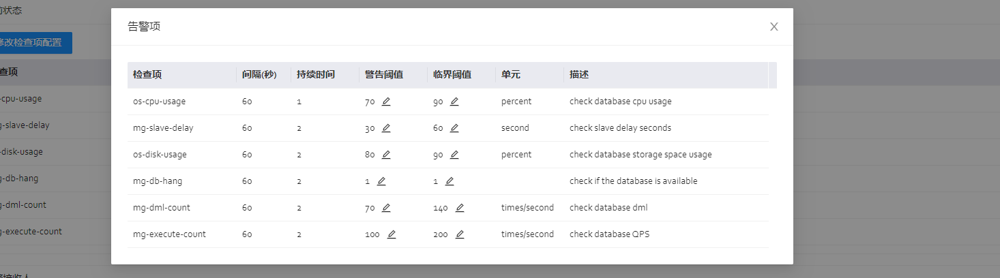 告警项
状态
修改检查项配置
查项
cpu-usage
slave-delay
disk-usage
db-hang
dml-count
execute-count
检查项 间隔(秒) 持续时间 警告阈值 临界阈值 单元 描述
os-cpu-usage 60 1 70 90 percent check database cpu usage
mg-slave-delay 60 2 30 60 second check slave delay seconds
os-disk-usage 60 2 80 90 percent check database storage space usage
mg-db-hang 60 2 1 1 check if the database is available
mg-dml-count 60 2 70 140 times/second check database dml
mg-execute-count 60 2 100 200 times/second check database QPS